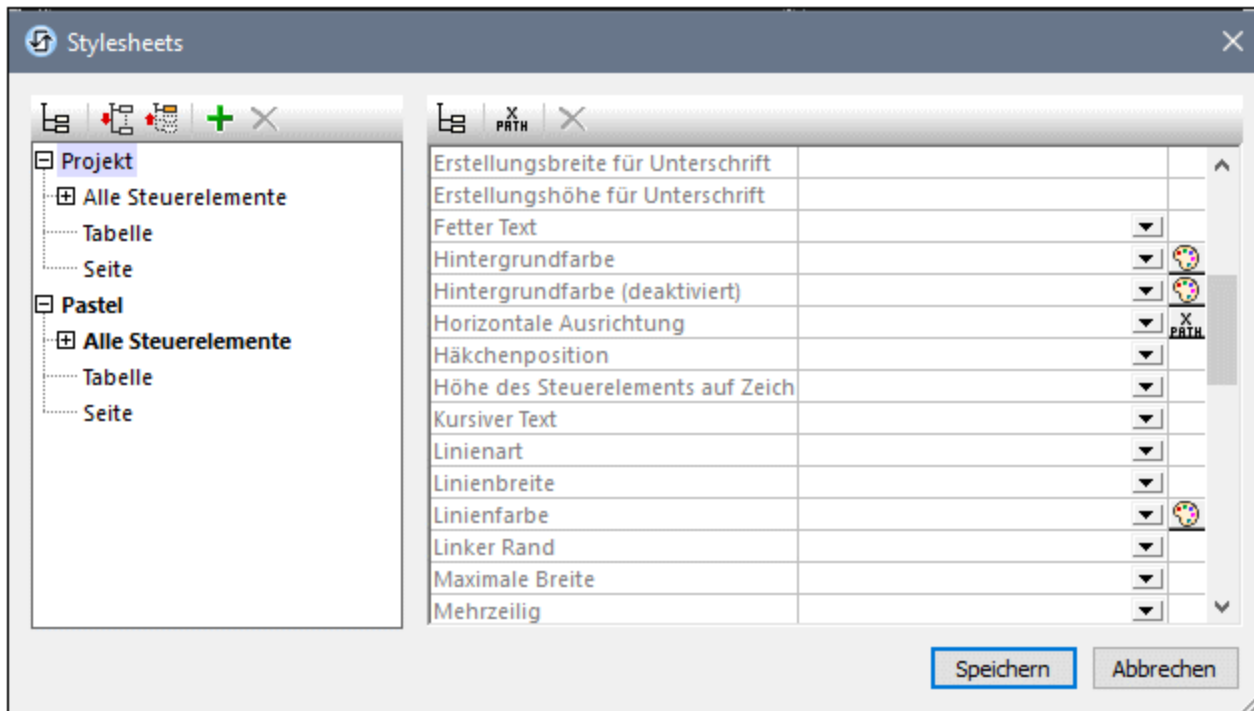 Stylesheets
X
PATH
Projekt
Alle Steuerelemente
Tabelle
Seite
Pastel
Alle Steuerelemente
Tabelle
Seite
Erstellungsbreite für Unterschrift
Erstellungshöhe für Unterschrift
Fetter Text
Hintergrundfarbe
Hintergrundfarbe (deaktiviert)
Horizontale Ausrichtung
X
PATH
Häkchenposition
Höhe des Steuerelements auf Zeich
Kursiver Text
Linienart
Linienbreite
Linienfarbe
Linker Rand
Maximale Breite
Mehrzeilig
Speichern
Abbrechen